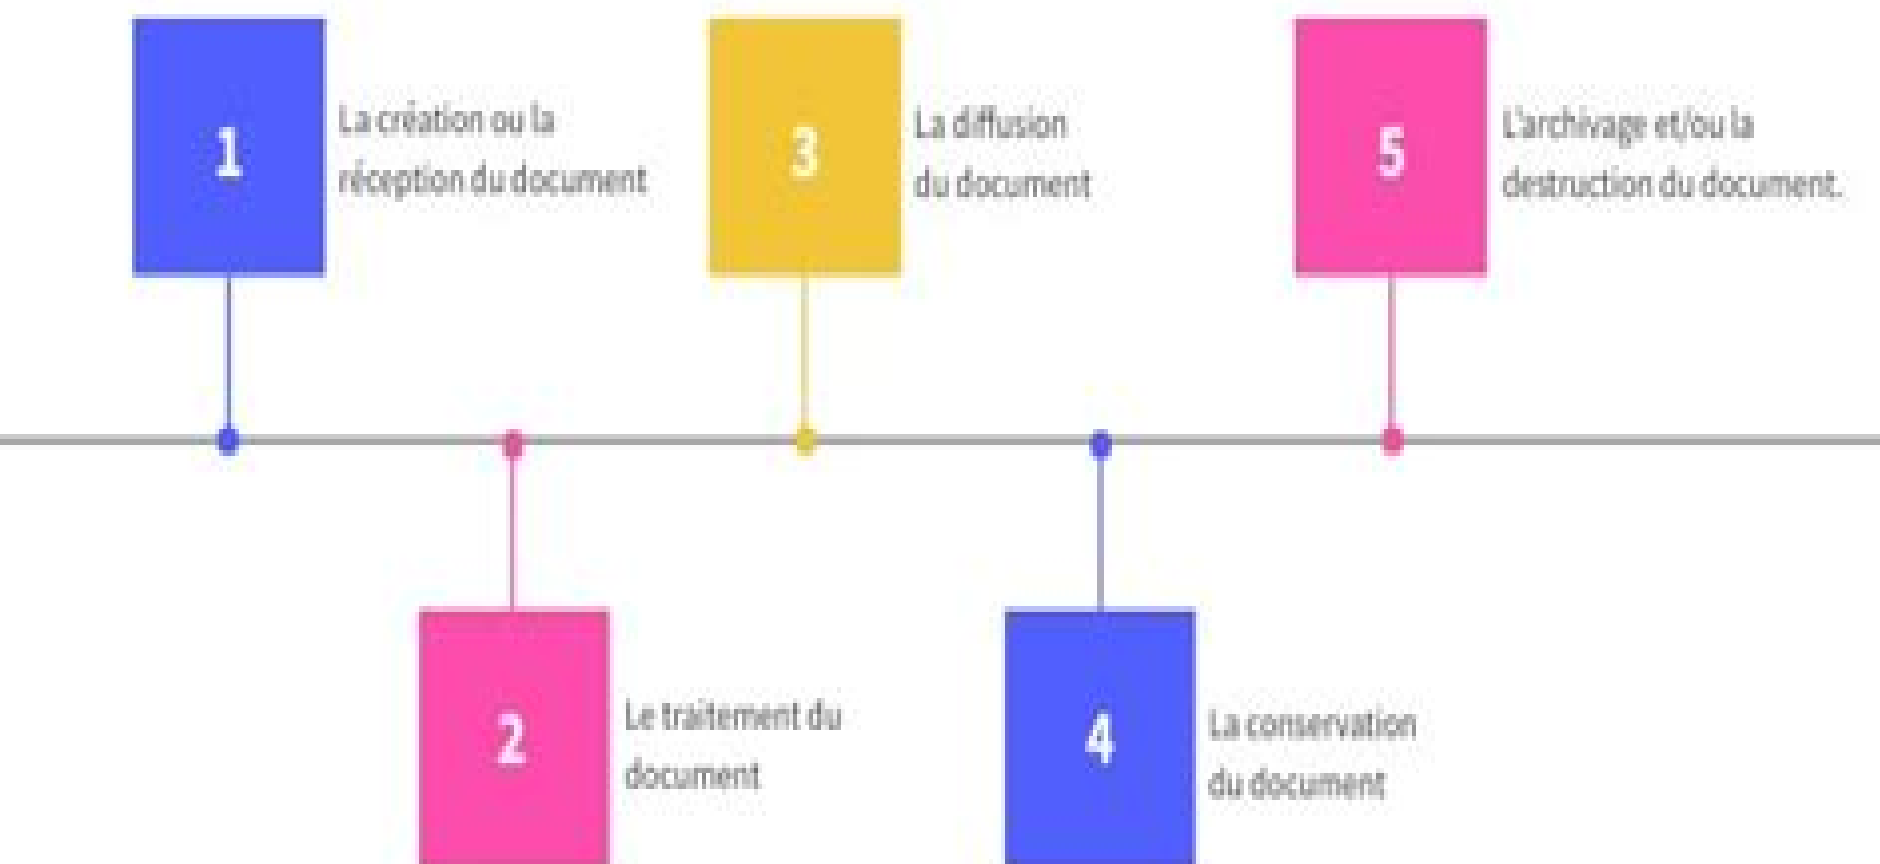 1
La création ou la
réception du document
2
Le traitement du
document
3
La diffusion
du document
4
La conservation
du document
5
L'archivage et/ou la
destruction du document.